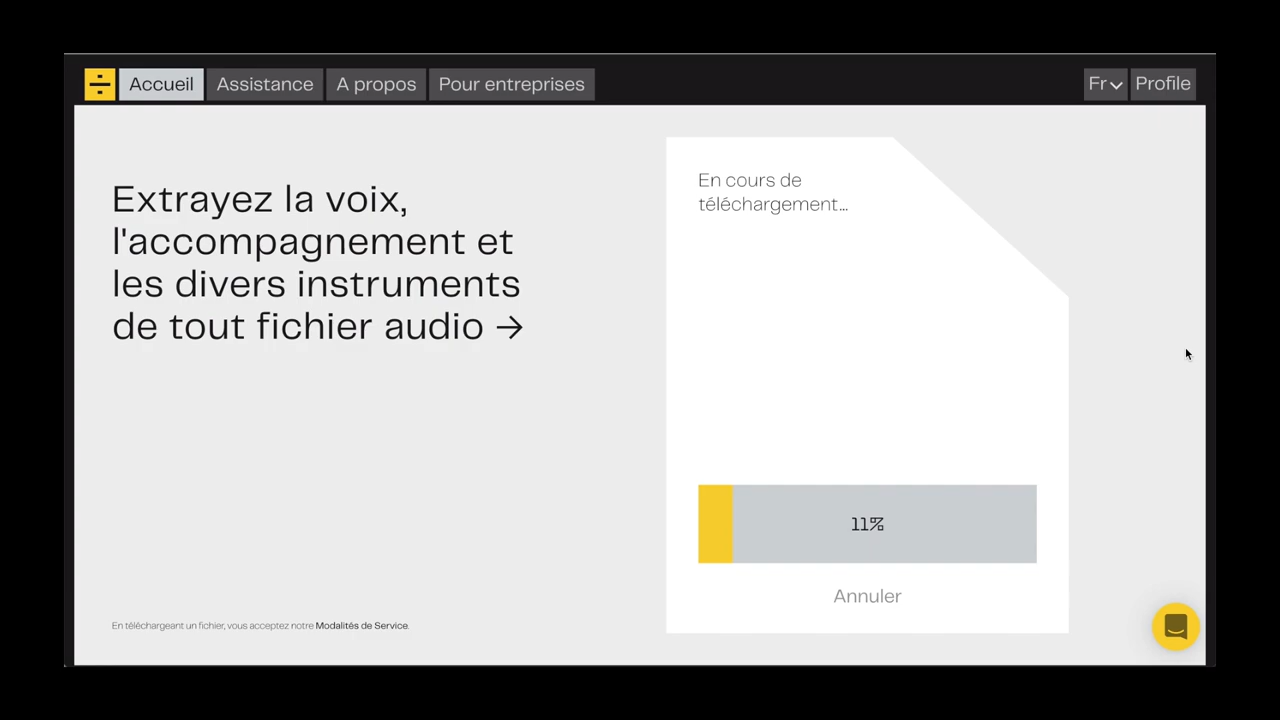 Accueil
Assistance
A propos
Pour entreprises
Fr
Profile
Extrayez la voix,
l'accompagnement et
les divers instruments
de tout fichier audio →
En cours de
téléchargement...
11%
Annuler
En téléchargeant un fichier, vous acceptez notre Modalités de Service.